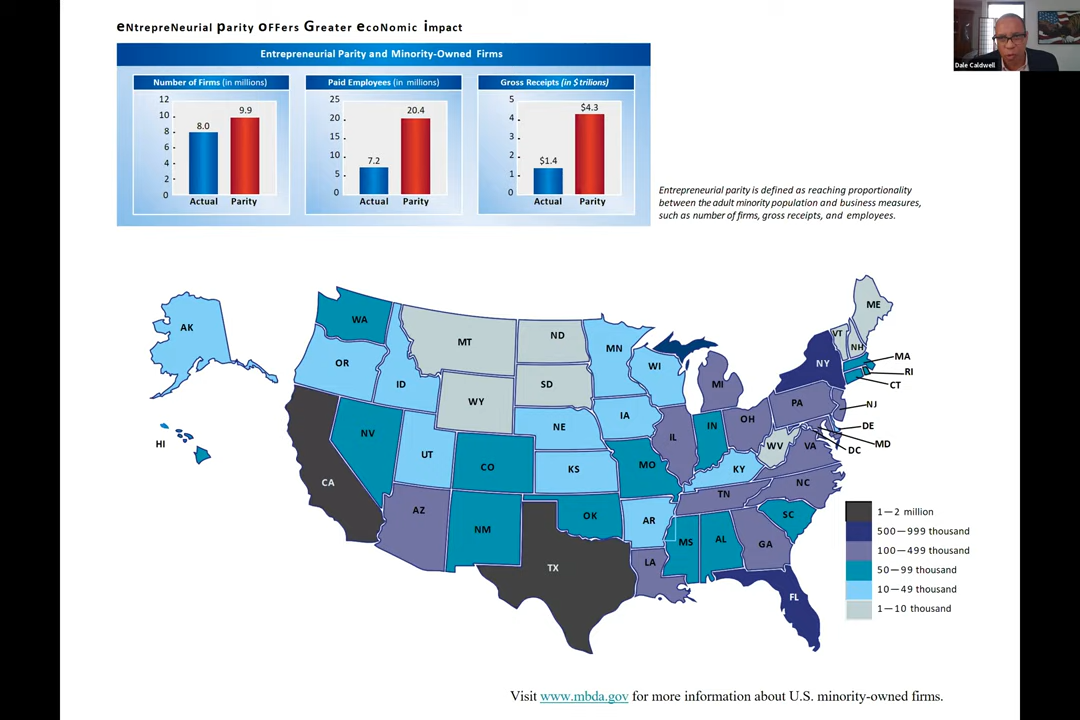 eNtrepreNeurial parity oFFers Greater ecoNomic impact
Dale Caldwell
Entrepreneurial Parity and Minority-Owned Firms
Number of Firms (in millions)
12
10
8
6
4
2
0
8.0
9.9
Actual
Parity
Paid Employees (in millions)
25
20
15
10
5
0
7.2
20.4
Actual
Parity
Gross Receipts (in $ trilions)
5
4
3
2
1
0
$1.4
$4.3
Actual
Parity
Entrepreneurial parity is defined as reaching proportionality
between the adult minority population and business measures,
such as number of firms, gross receipts, and employees.
AK
HI
WA
OR
ID
MT
WY
ND
SD
NE
KS
MN
IA
WI
MI
IL
IN
OH
KY
WV
PA
NY
VT
NH
ME
MA
RI
CT
NJ
DE
MD
DC
VA
NC
TN
SC
GA
AL
MS
LA
AR
MO
OK
TX
NM
CO
UT
AZ
NV
CA
FL
1—2 million
500—999 thousand
100—499 thousand
50—99 thousand
10—49 thousand
1—10 thousand
Visit www.mbda.gov for more information about U.S. minority-owned firms.